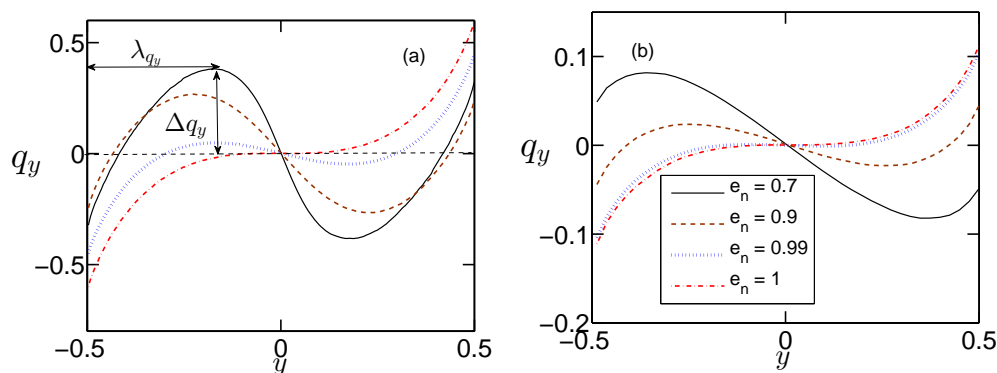 (a)
λ_{q_y}
Δq_y
q_y
0.5
0
−0.5
−0.5
0
0.5
y
(b)
q_y
0.1
0
−0.1
−0.2
e_n = 0.7
e_n = 0.9
e_n = 0.99
e_n = 1
−0.5
0
0.5
y